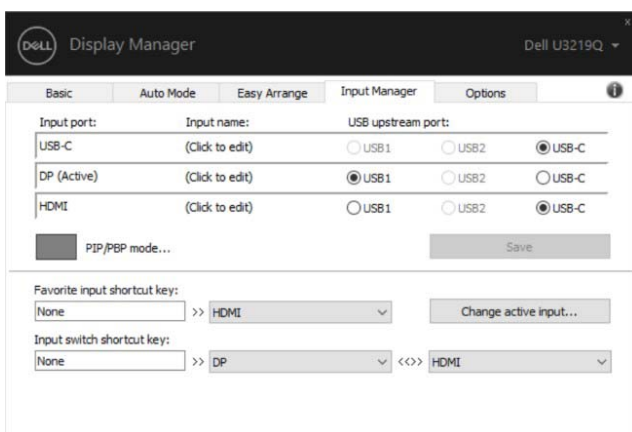 x
DELL Display Manager Dell U3219Q
Basic Auto Mode Easy Arrange Input Manager Options i
Input port: Input name: USB upstream port:
USB-C (Click to edit) USB1 USB2 USB-C
DP (Active) (Click to edit) USB1 USB2 USB-C
HDMI (Click to edit) USB1 USB2 USB-C
PIP/PBP mode... Save
Favorite input shortcut key:
None >> HDMI Change active input...
Input switch shortcut key:
None >> DP <<>> HDMI